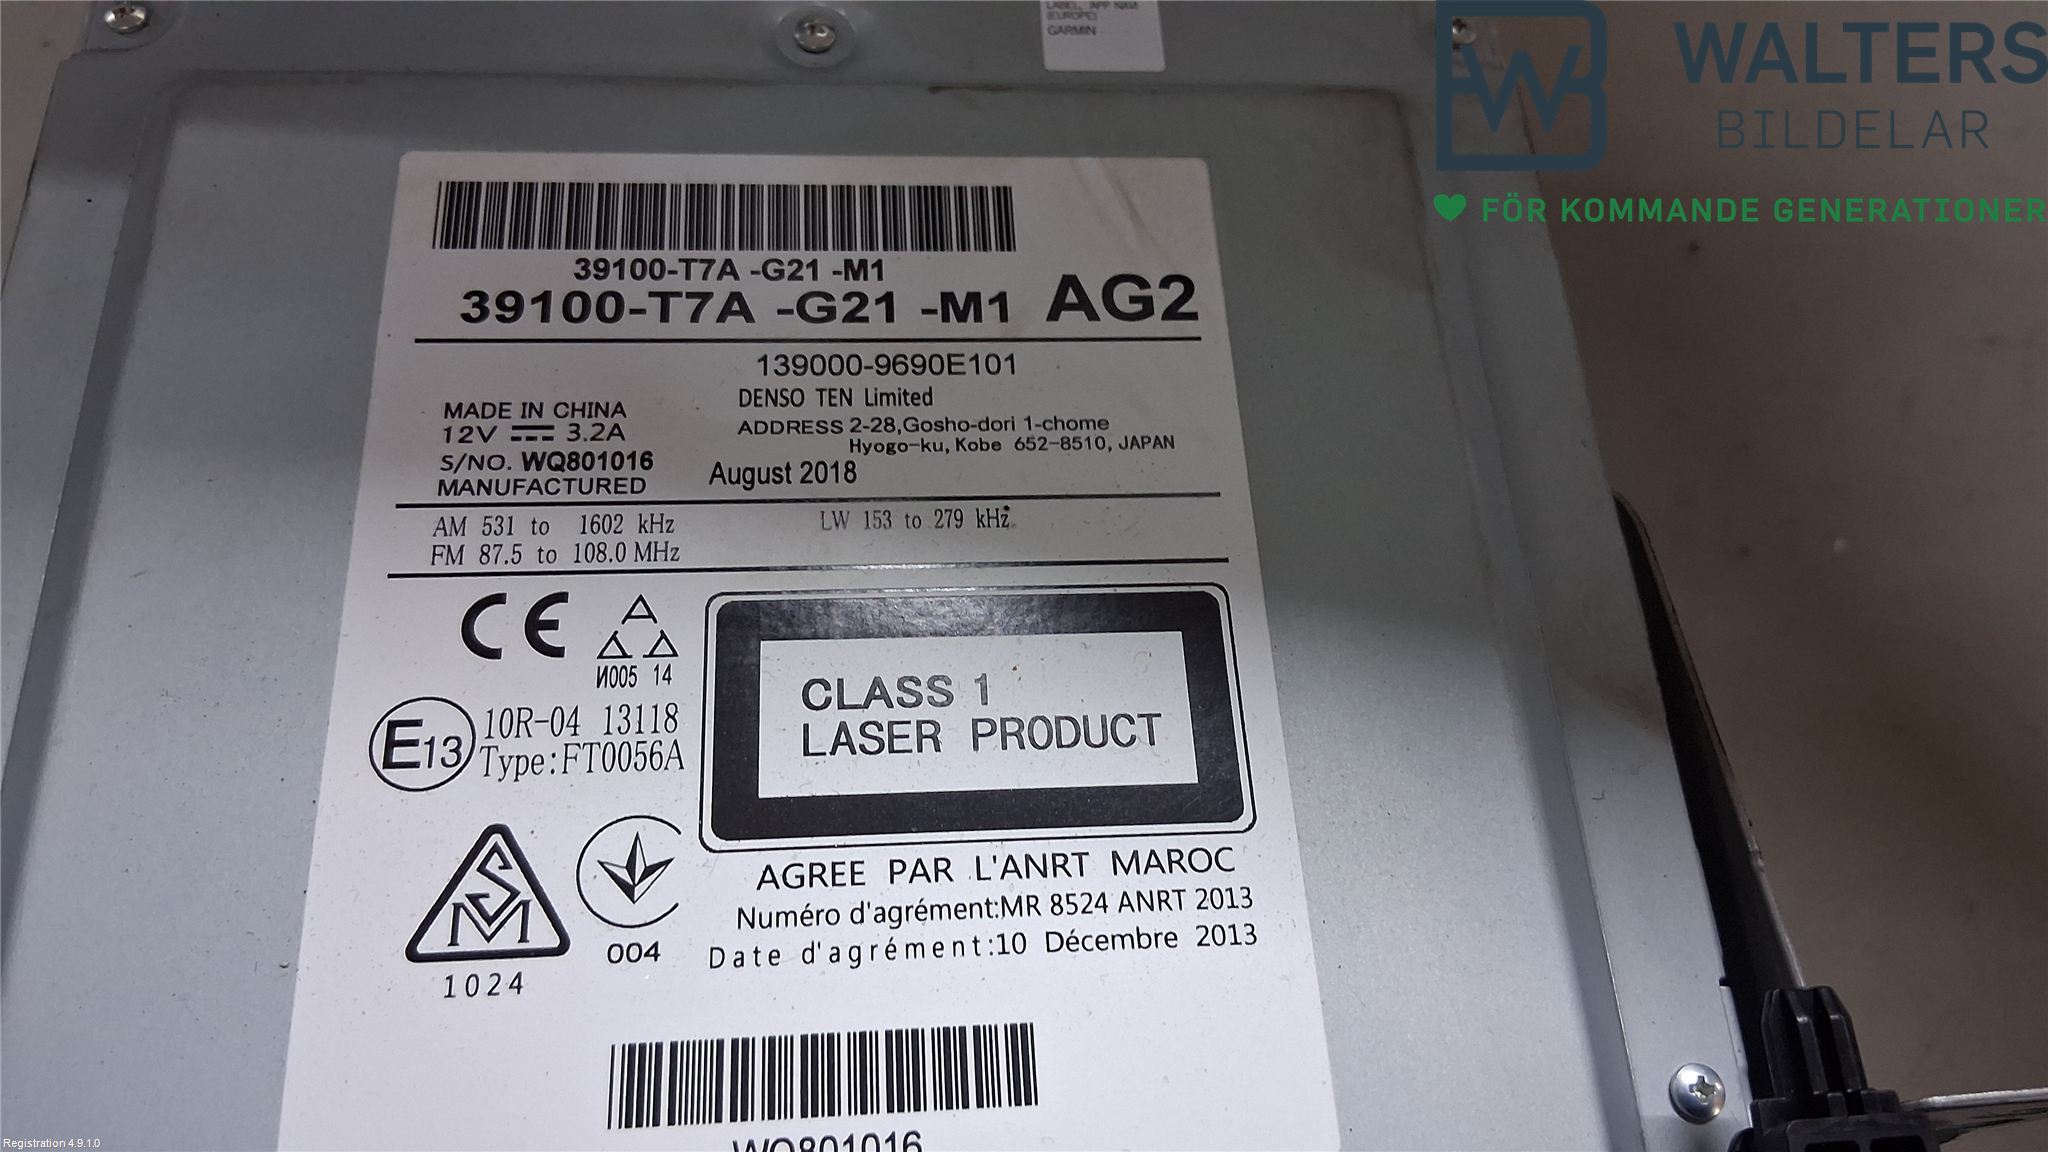 LABEL, APP NAVI
(EUROPE)
GARMIN
WALTERS
BILDELAR
FÖR KOMMANDE GENERATIONER
39100-T7A -G21 -M1
39100-T7A -G21 -M1 AG2
139000-9690E101
DENSO TEN Limited
MADE IN CHINA
12V 3.2A
ADDRESS 2-28,Gosho-dori 1-chome
Hyogo-ku, Kobe 652-8510, JAPAN
S/NO. WQ801016
MANUFACTURED August 2018
AM 531 to 1602 kHz LW 153 to 279 kHz
FM 87.5 to 108.0 MHz
CE
A
И005 14
E13
10R-04 13118
Type:FT0056A
CLASS 1
LASER PRODUCT
SM
1024
004
AGREE PAR L'ANRT MAROC
Numéro d'agrément:MR 8524 ANRT 2013
Date d'agrément:10 Décembre 2013
WQ801016
Registration 4.9.1.0